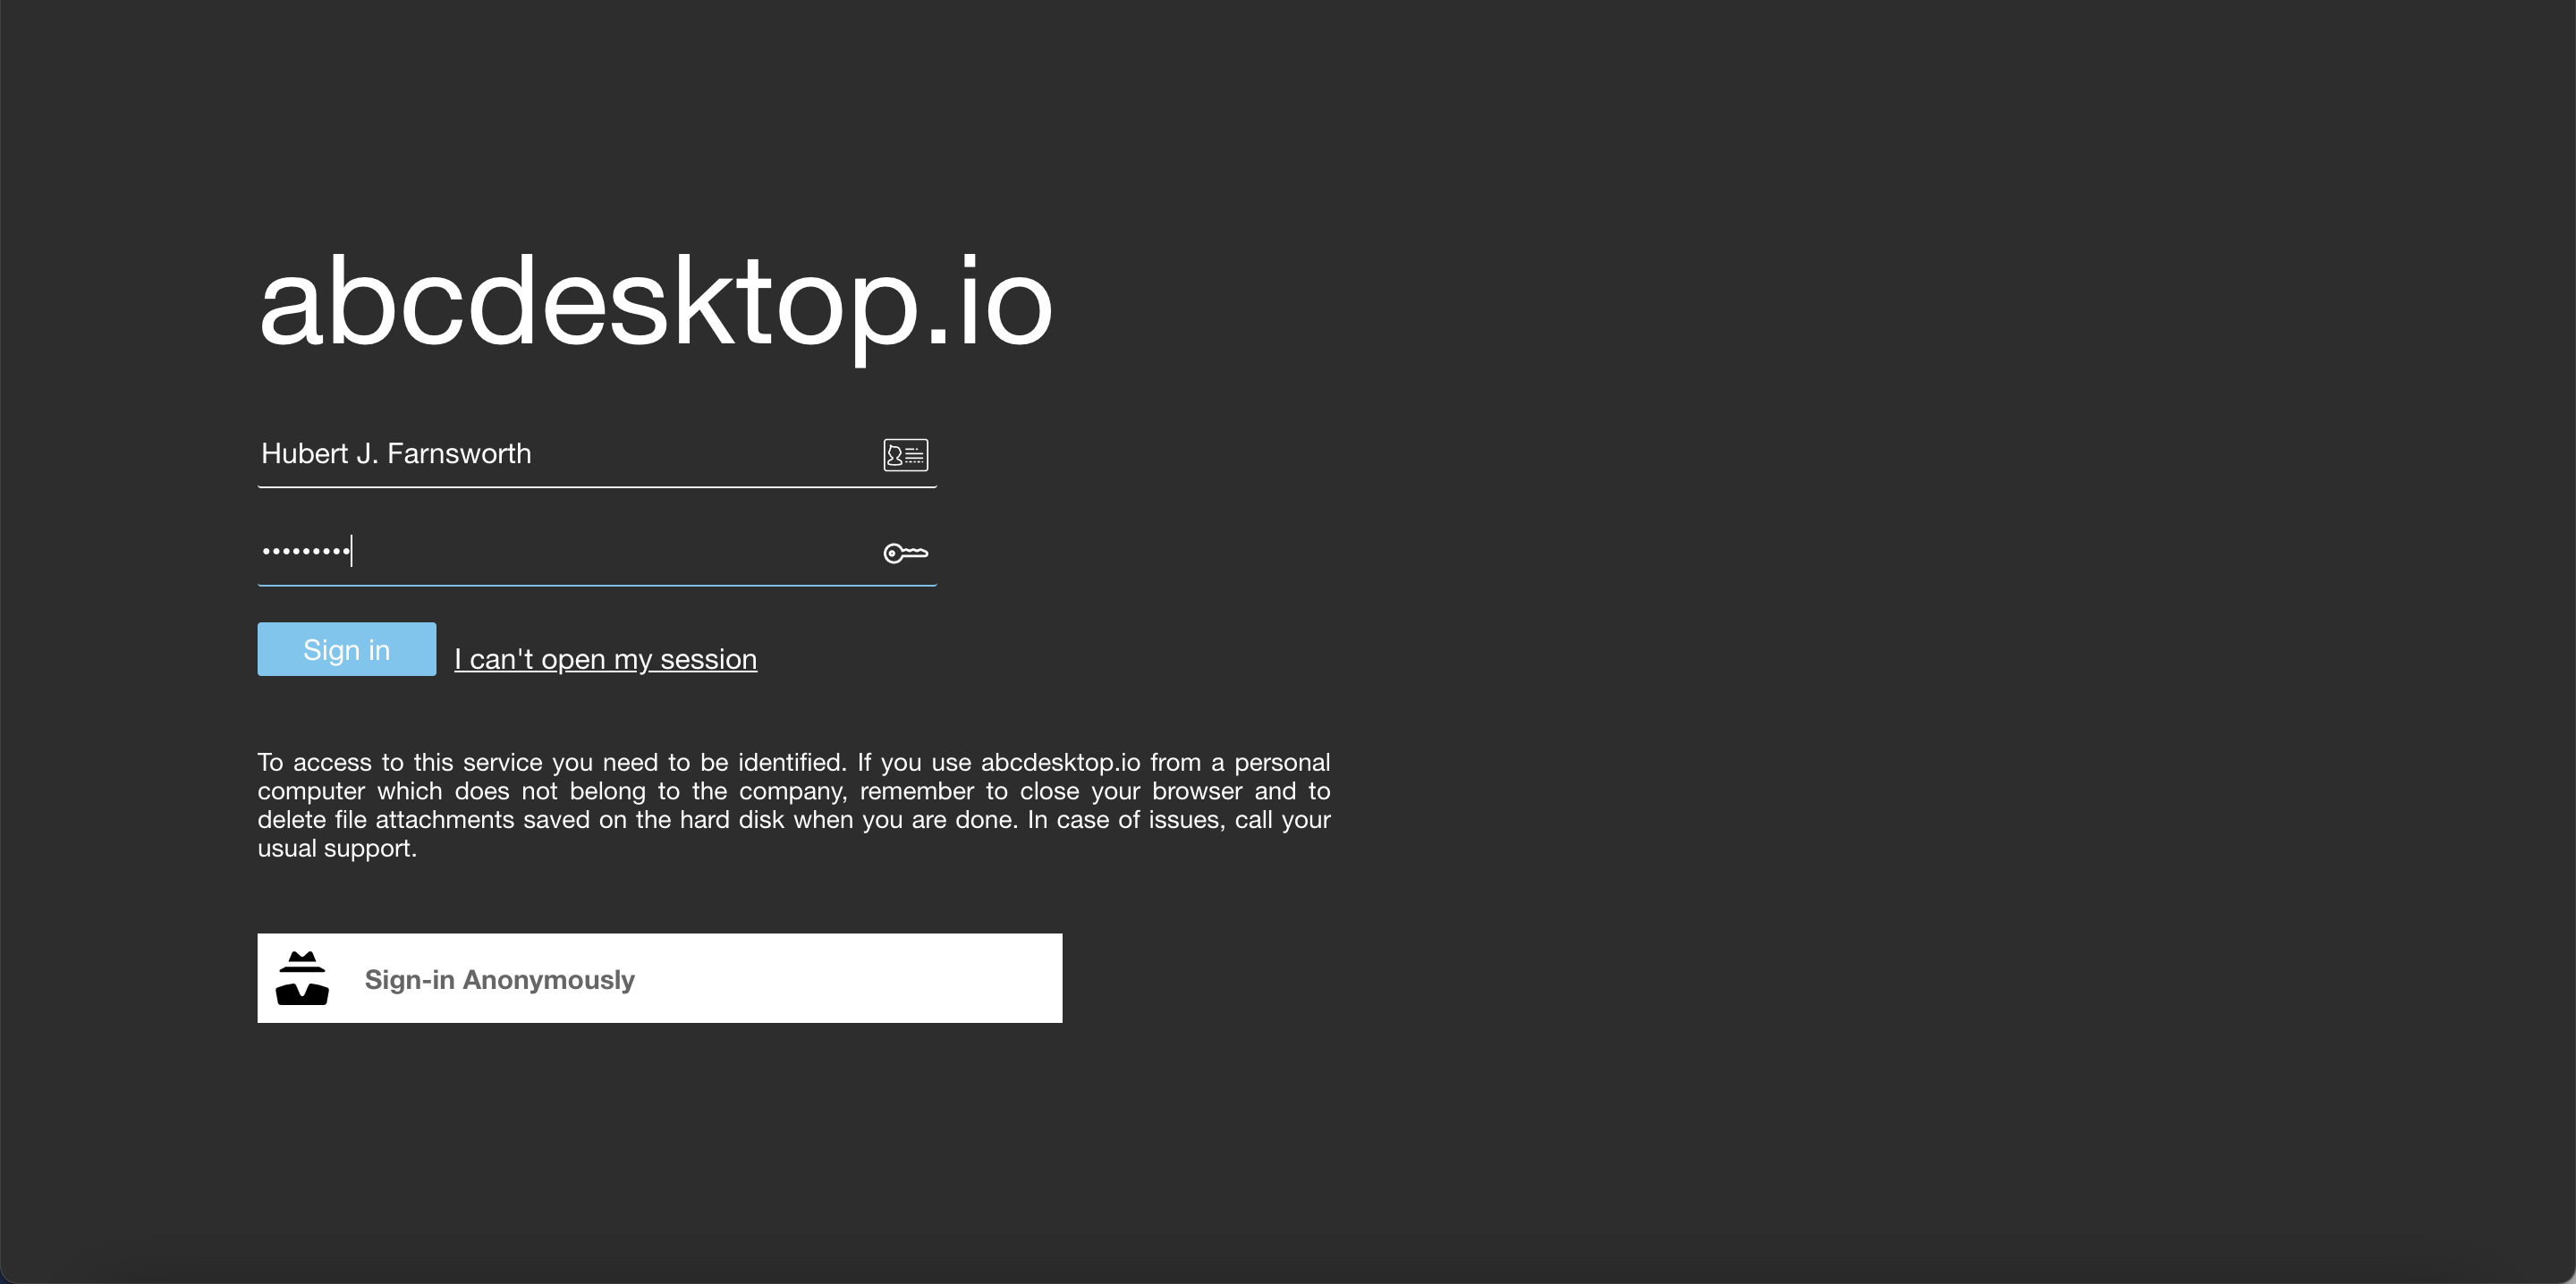 abcdesktop.io
Hubert J. Farnsworth
•••••••••
Sign in
I can't open my session
To access to this service you need to be identified. If you use abcdesktop.io from a personal
computer which does not belong to the company, remember to close your browser and to
delete file attachments saved on the hard disk when you are done. In case of issues, call your
usual support.
Sign-in Anonymously